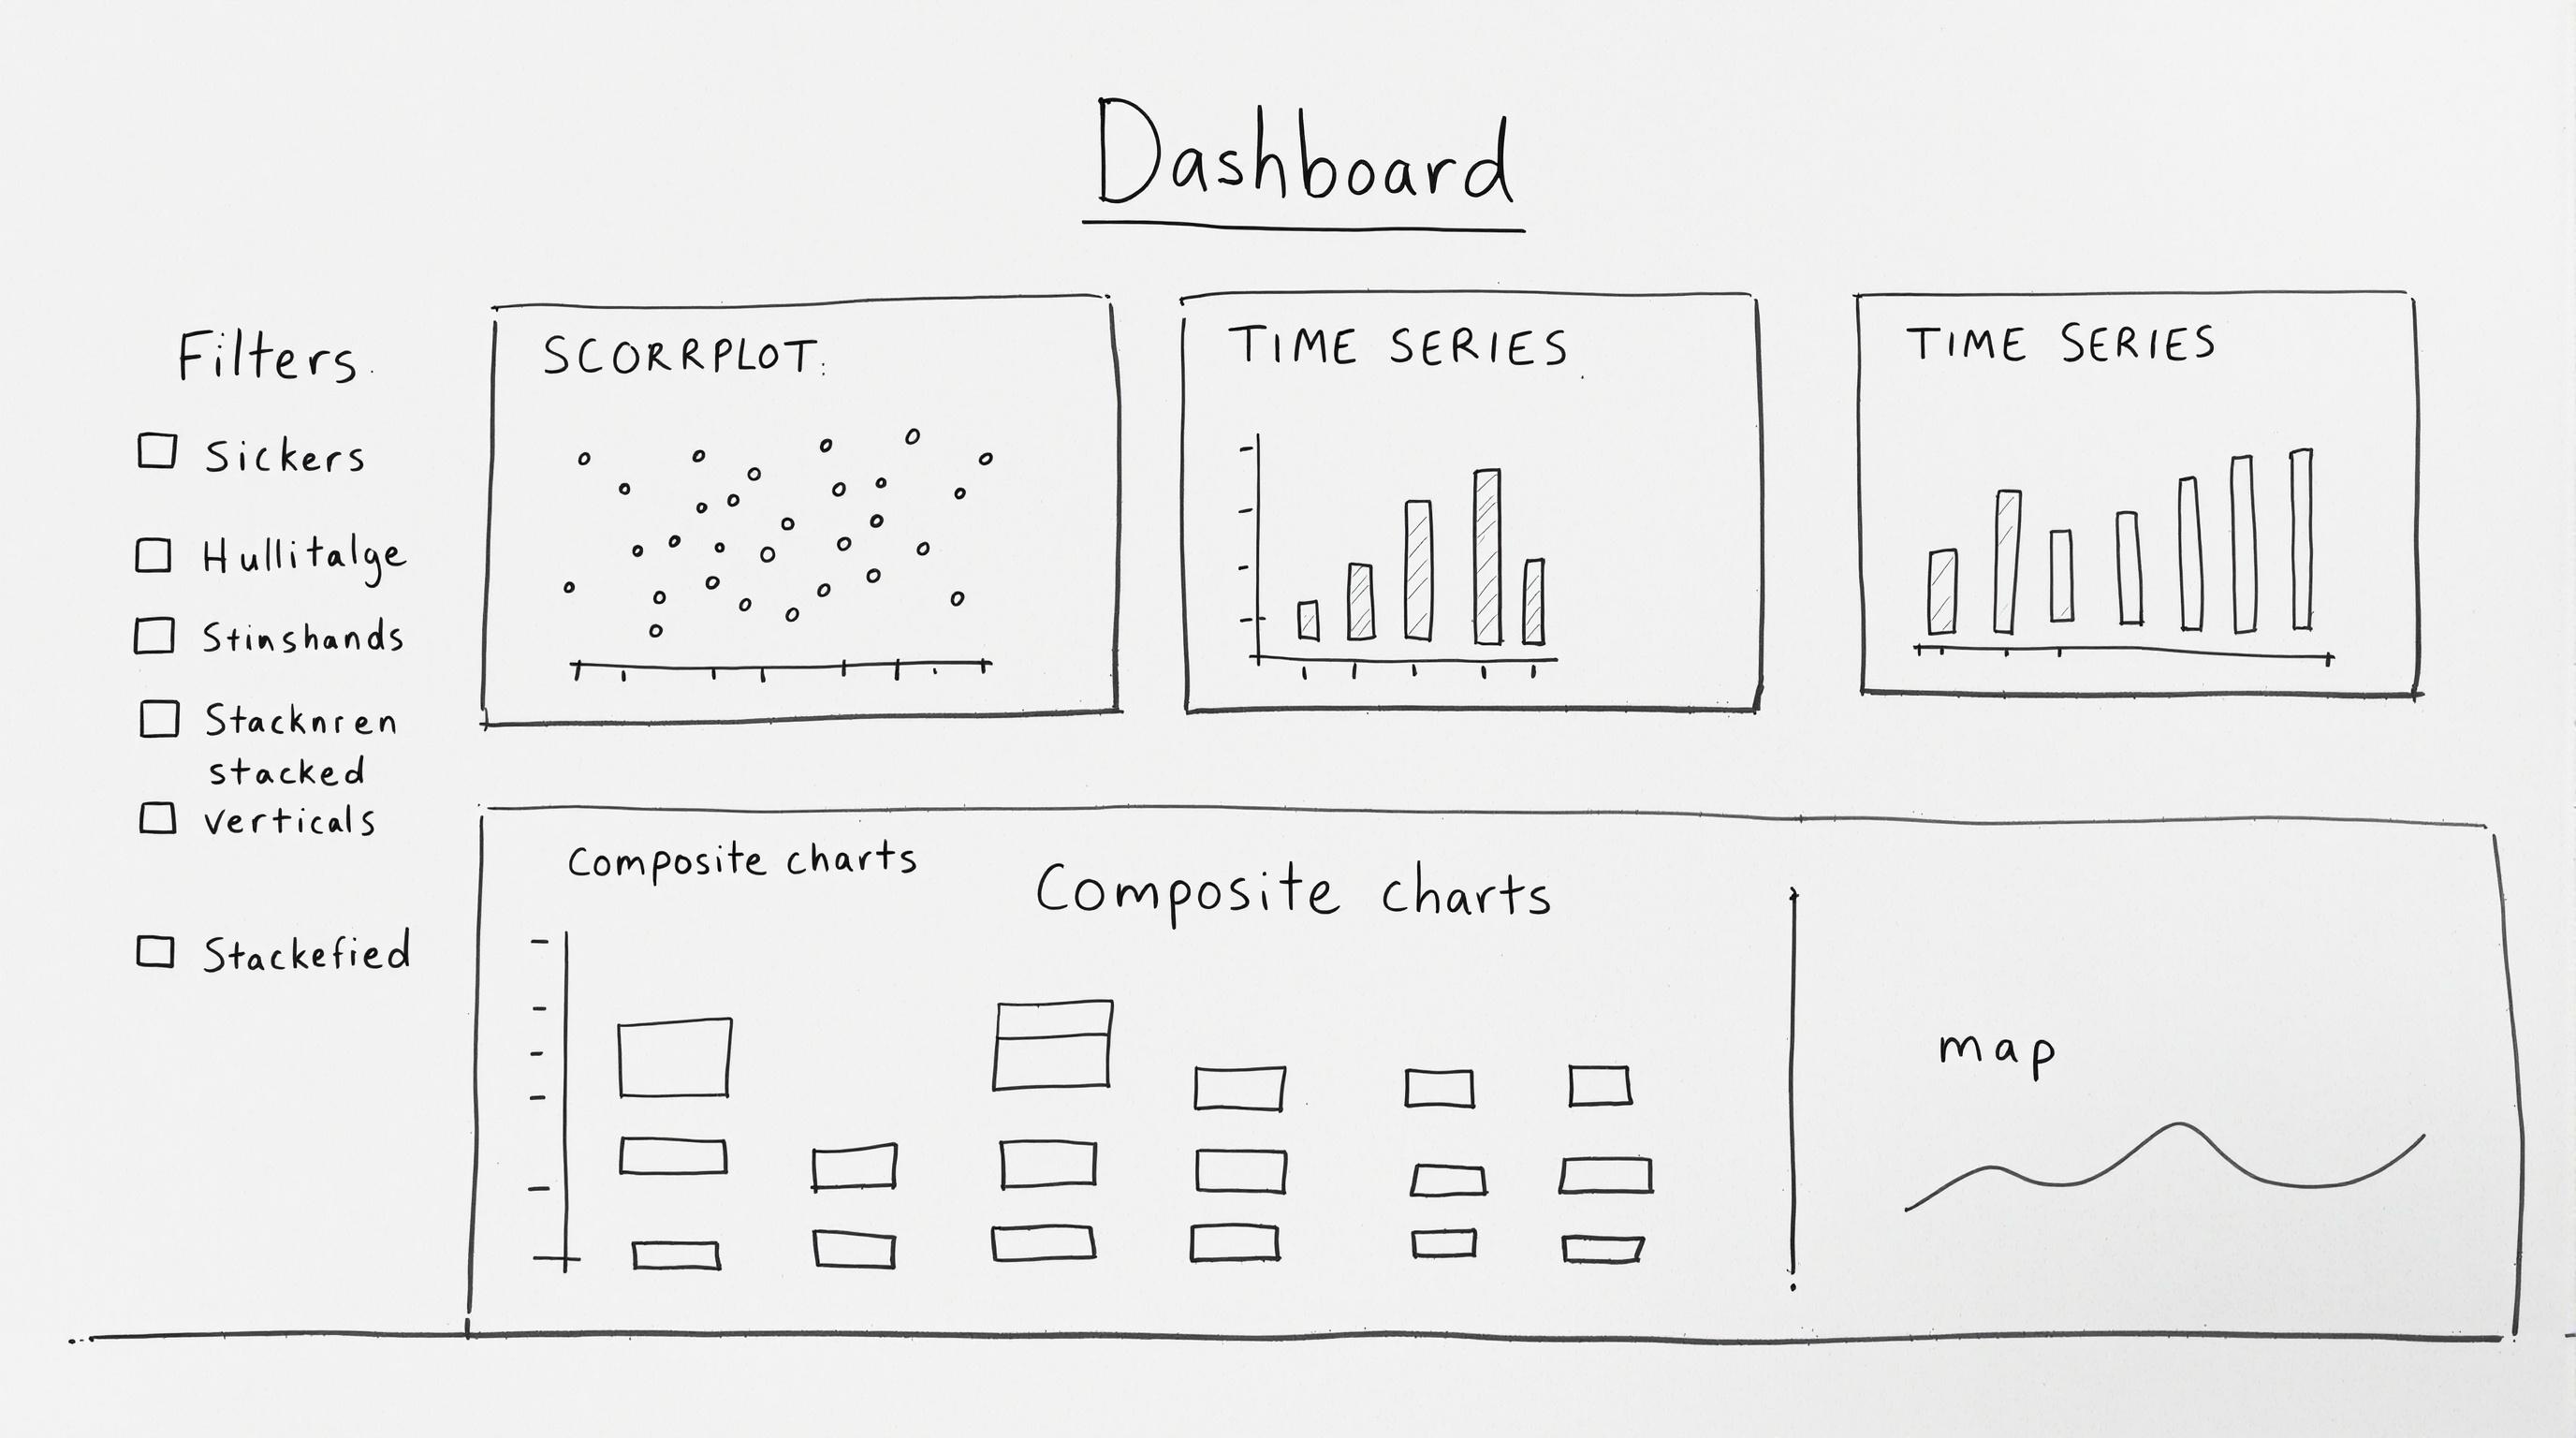 Dashboard
Filters
Sickers
Hullitalge
Stinshands
Stacknren
stacked
verticals
Stackefied
SCORRPLOT:
TIME SERIES
TIME SERIES
Composite charts
Composite charts
map